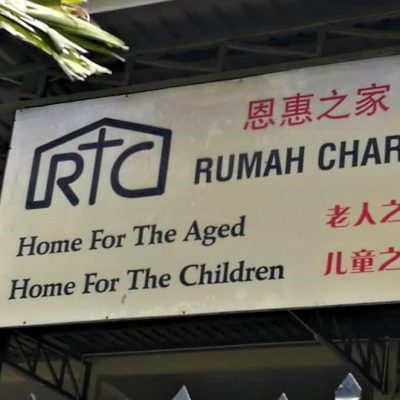 恩惠之家
RTC
RUMAH CHAR
Home For The Aged
老人之
Home For The Children
儿童之